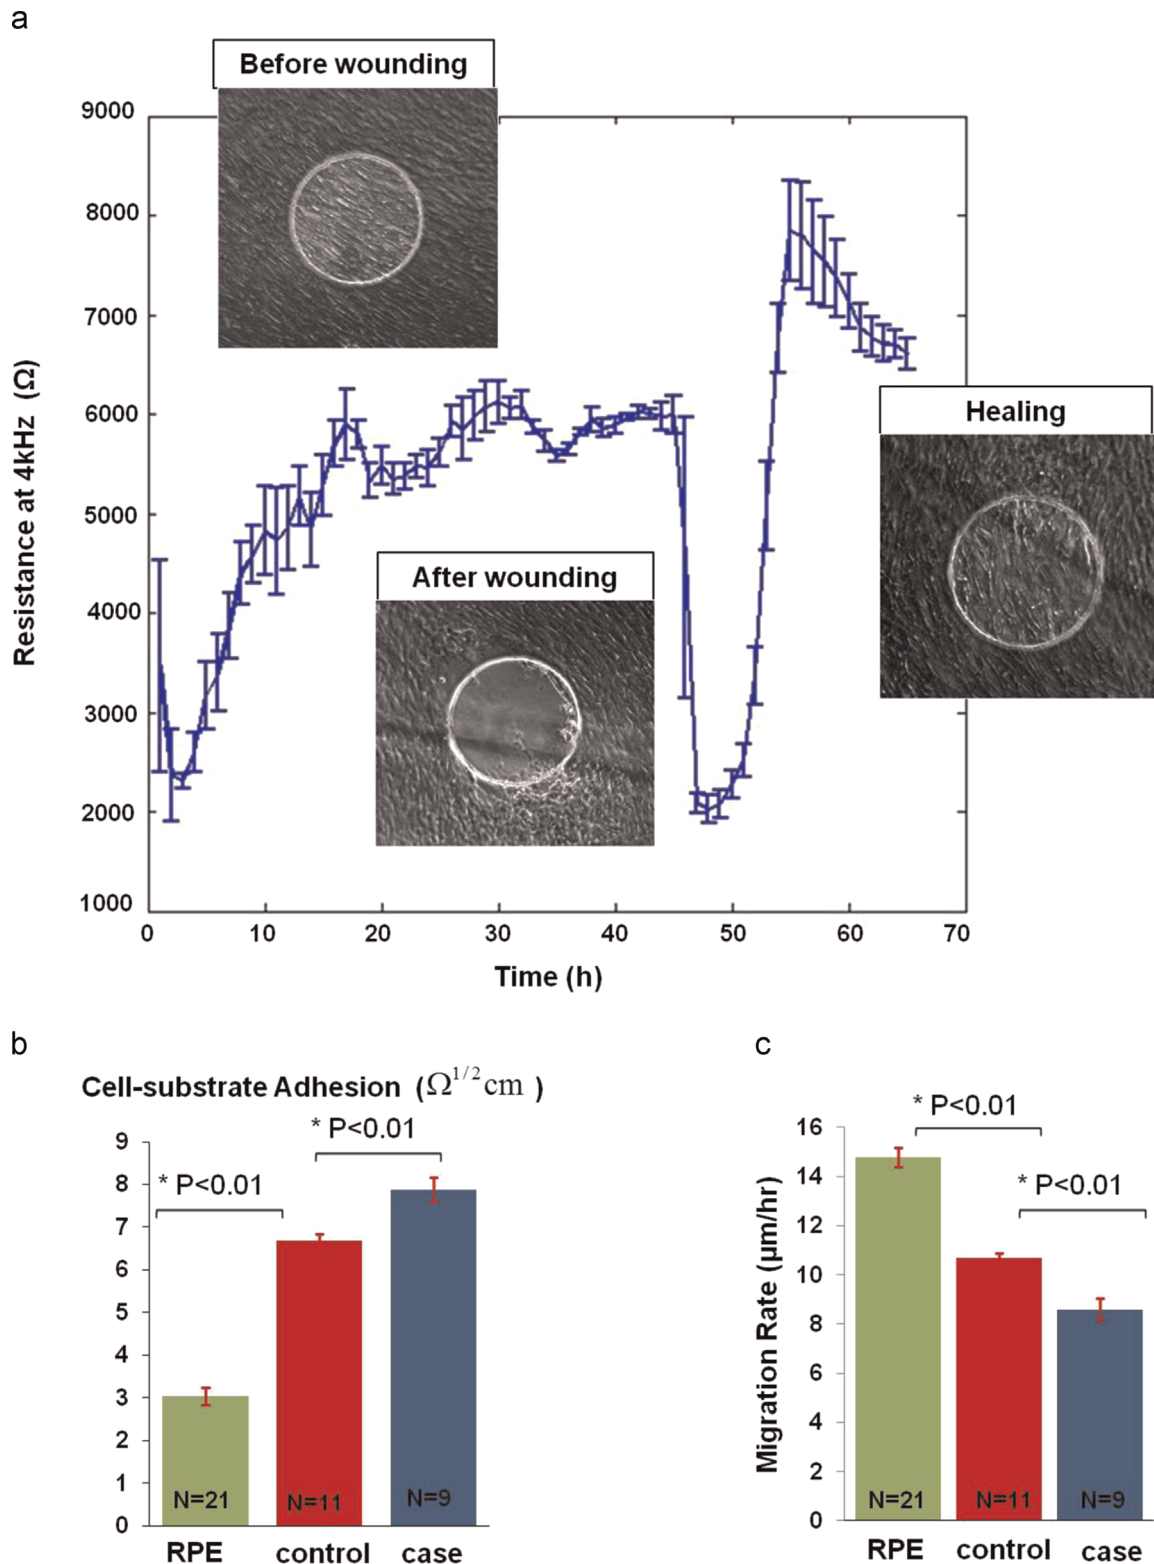 a
Before wounding
9000
8000
7000
6000
5000
4000
3000
2000
1000
Resistance at 4kHz (Ω)
Healing
After wounding
0 10 20 30 40 50 60 70
Time (h)
b
Cell-substrate Adhesion (Ω1/2 cm )
* P<0.01
* P<0.01
9
8
7
6
5
4
3
2
1
0
N=21 N=11 N=9
RPE control case
c
* P<0.01
* P<0.01
Migration Rate (µm/hr)
16
14
12
10
8
6
4
2
0
N=21 N=11 N=9
RPE control case